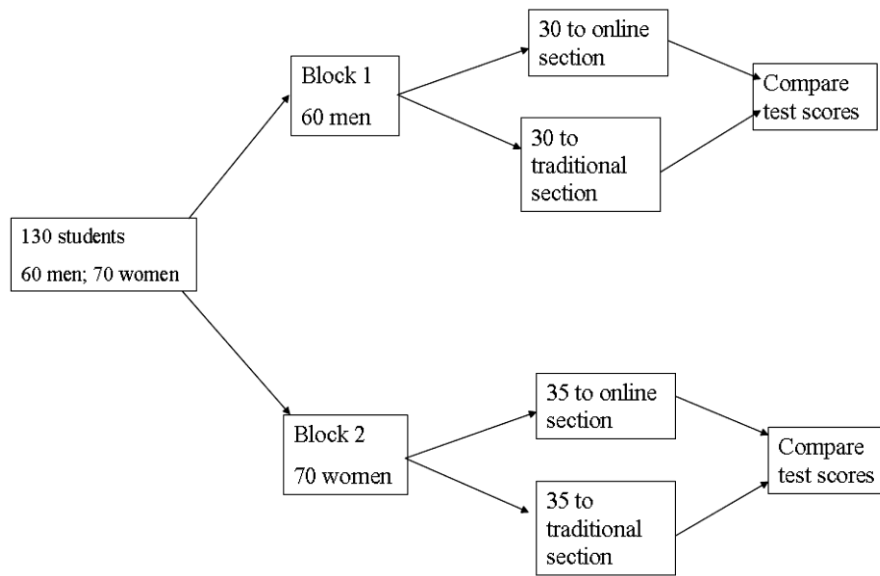 130 students
60 men; 70 women
Block 1
60 men
30 to online
section
30 to
traditional
section
Compare
test scores
Block 2
70 women
35 to online
section
35 to
traditional
section
Compare
test scores